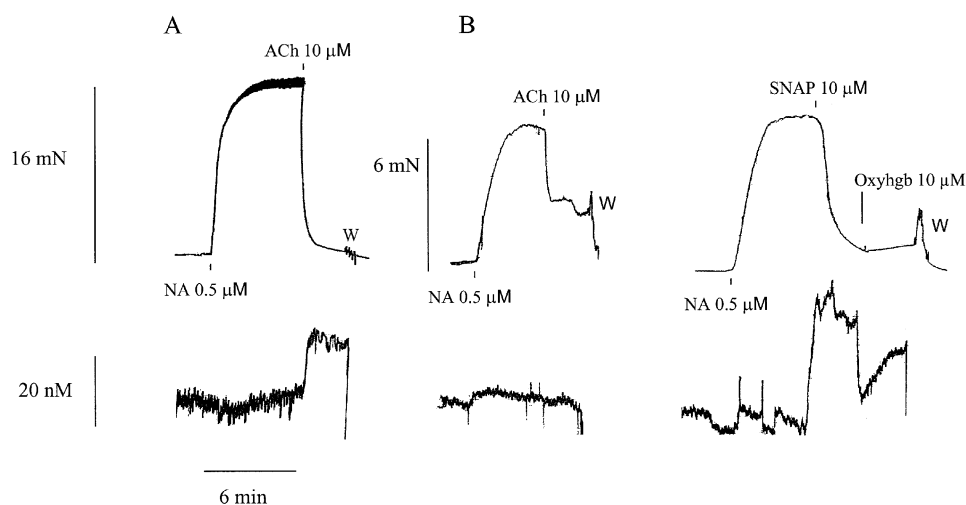 A
B
ACh 10 µM
ACh 10 µM
SNAP 10 µM
16 mN
6 mN
Oxyhgb 10 µM
W
W
W
NA 0.5 µM
NA 0.5 µM
NA 0.5 µM
20 nM
6 min